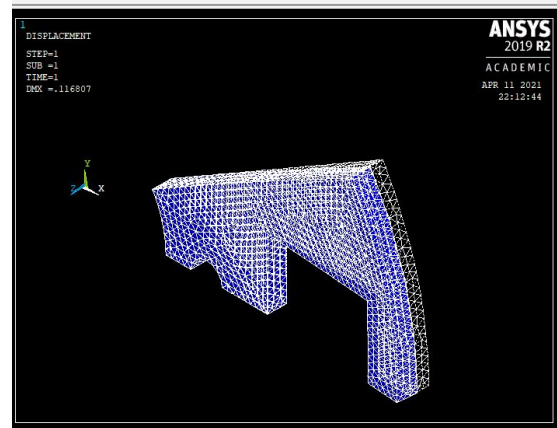 1
DISPLACEMENT
STEP=1
SUB =1
TIME=1
DMX =.116807
ANSYS
2019 R2
ACADEMIC
APR 11 2021
22:12:44
Y
Z
X